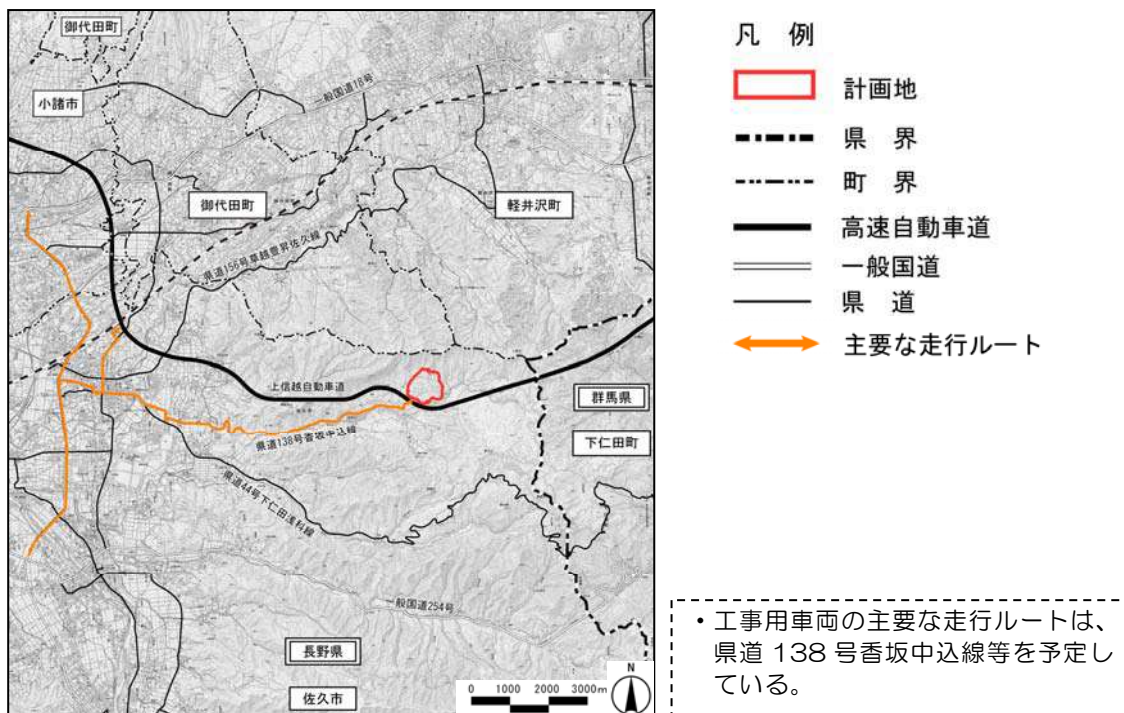 御代田町
小諸市
一般国道18号
御代田町
軽井沢町
県道156号草越豊昇佐久線
上信越自動車道
群馬県
県道138号香坂中込線
下仁田町
県道44号下仁田浅科線
一般国道254号
長野県
佐久市
0 1000 2000 3000m
N
凡 例
計画地
県 界
町 界
高速自動車道
一般国道
県 道
主要な走行ルート
・工事用車両の主要な走行ルートは、
県道 138 号香坂中込線等を予定し
ている。